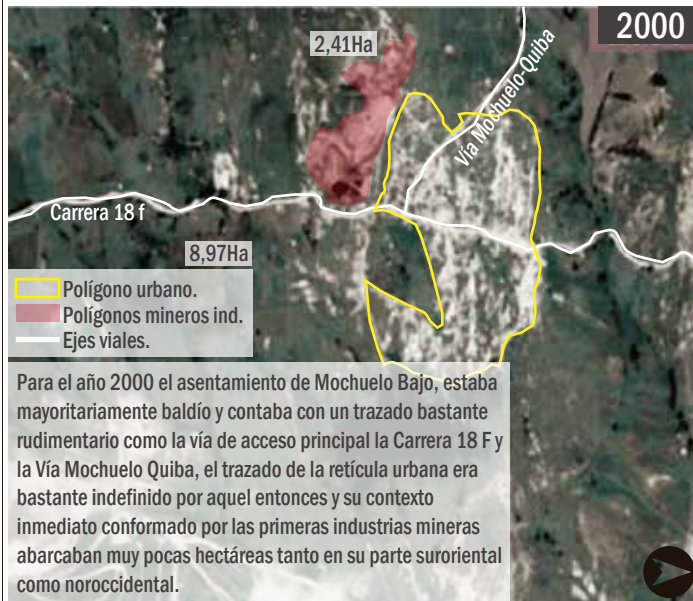 2000
2,41Ha
Vía Mochuelo-Quiba
Carrera 18 f
8,97Ha
Polígono urbano.
Polígonos mineros ind.
Ejes viales.
Para el año 2000 el asentamiento de Mochuelo Bajo, estaba
mayoritariamente baldío y contaba con un trazado bastante
rudimentario como la vía de acceso principal la Carrera 18 F y
la Vía Mochuelo Quiba, el trazado de la retícula urbana era
bastante indefinido por aquel entonces y su contexto
inmediato conformado por las primeras industrias mineras
abarcaban muy pocas hectáreas tanto en su parte suroriental
como noroccidental.